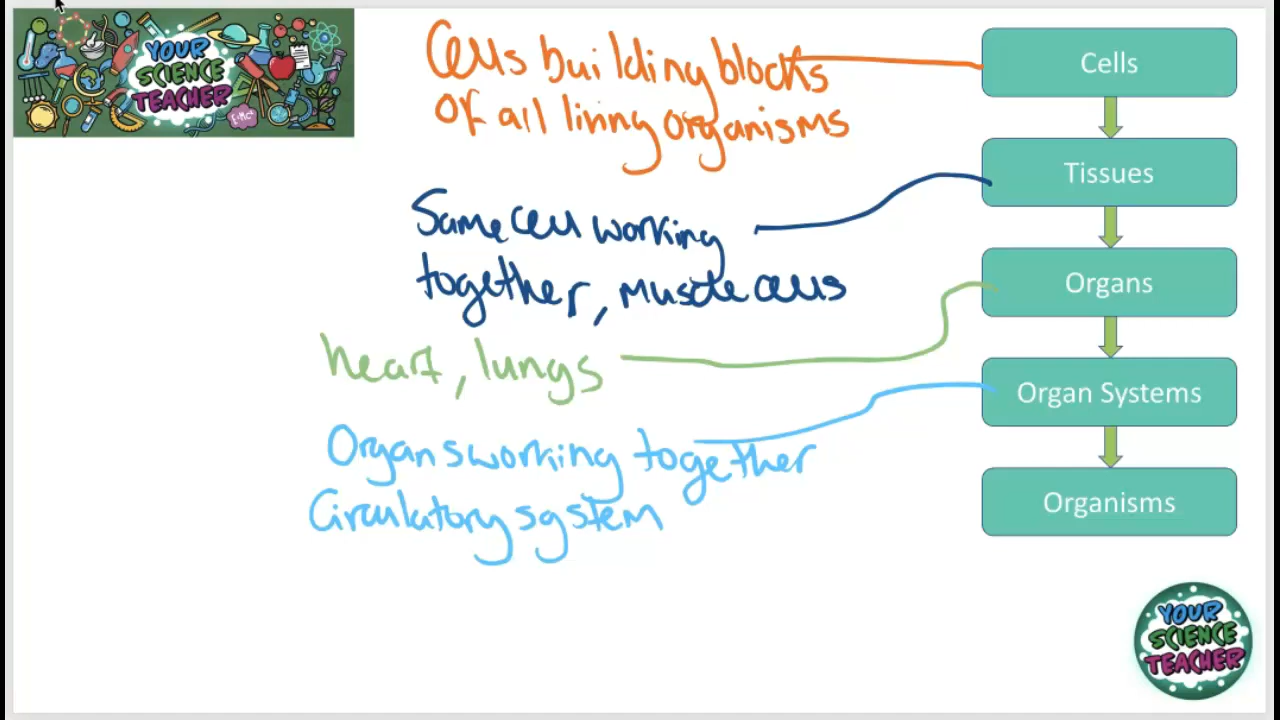 YOUR
SCIENCE
TEACHER
E=MC²
Cells building blocks
of all living organisms
Same cell working
together, muscle cells
heart, lungs
Organs working together
Circulatory system
Cells
Tissues
Organs
Organ Systems
Organisms
YOUR
SCIENCE
TEACHER